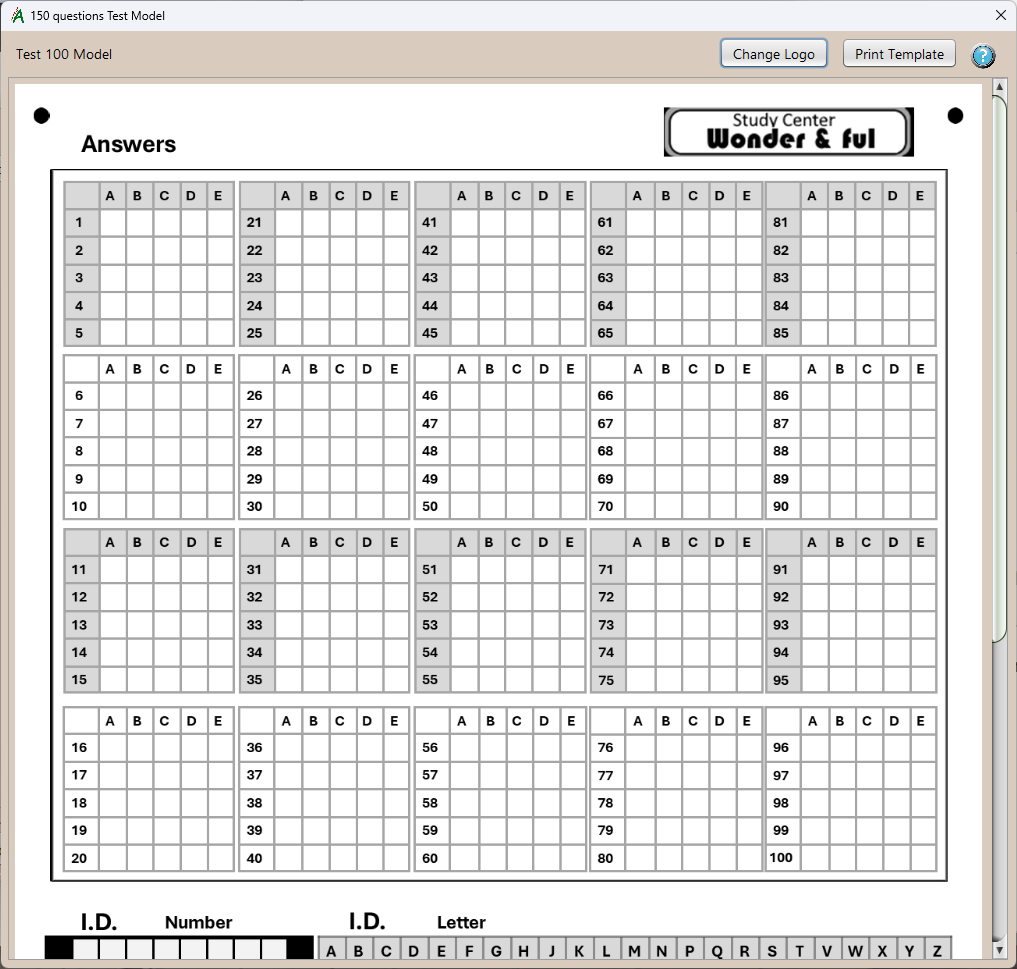 150 questions Test Model
Test 100 Model
Change Logo
Print Template
?
Answers
Study Center
Wonder & ful
A B C D E A B C D E A B C D E A B C D E A B C D E
1 21 41 61 81
2 22 42 62 82
3 23 43 63 83
4 24 44 64 84
5 25 45 65 85
A B C D E A B C D E A B C D E A B C D E A B C D E
6 26 46 66 86
7 27 47 67 87
8 28 48 68 88
9 29 49 69 89
10 30 50 70 90
A B C D E A B C D E A B C D E A B C D E A B C D E
11 31 51 71 91
12 32 52 72 92
13 33 53 73 93
14 34 54 74 94
15 35 55 75 95
A B C D E A B C D E A B C D E A B C D E A B C D E
16 36 56 76 96
17 37 57 77 97
18 38 58 78 98
19 39 59 79 99
20 40 60 80 100
I.D. Number I.D. Letter
A B C D E F G H J K L M N P Q R S T V W X Y Z